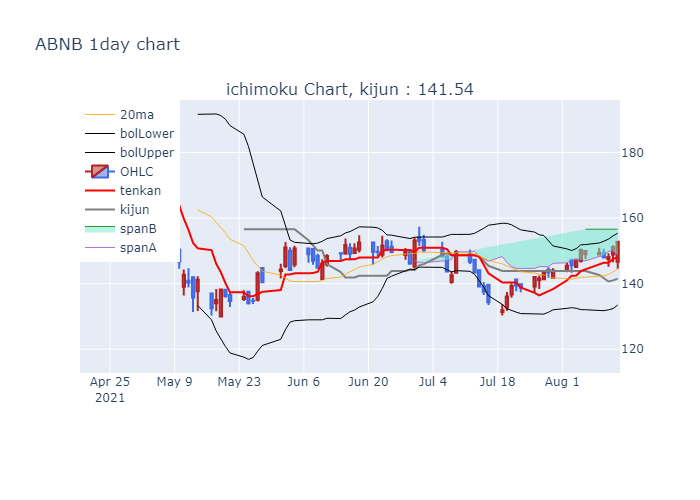 ABNB 1day chart
ichimoku Chart, kijun : 141.54
20ma
bolLower
bolUpper
OHLC
tenkan
kijun
spanB
spanA
180
160
140
120
Apr 25
2021
May 9
May 23
Jun 6
Jun 20
Jul 4
Jul 18
Aug 1